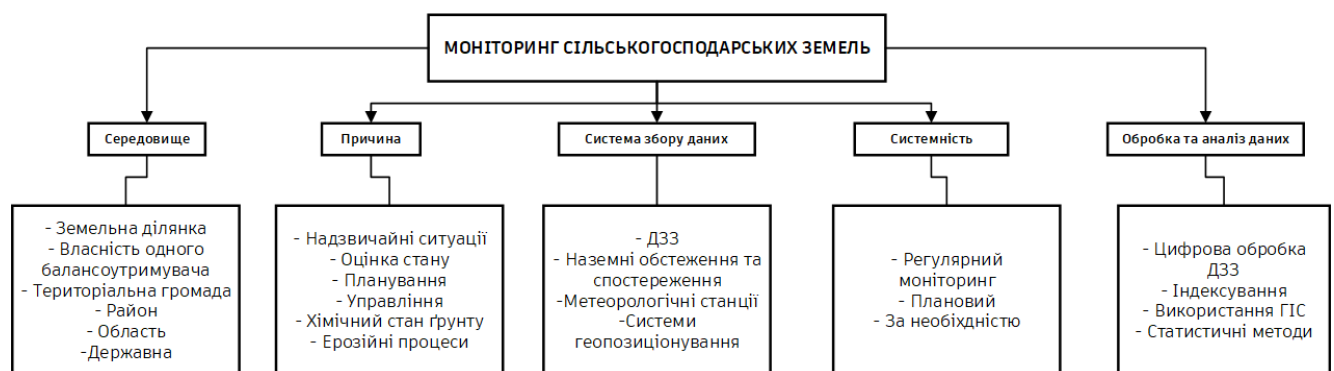 МОНІТОРИНГ СІЛЬСЬКОГОСПОДАРСЬКИХ ЗЕМЕЛЬ
Середовище
Причина
Система збору даних
Системність
Обробка та аналіз даних
- Земельна ділянка
- Власність одного
балансоутримувача
- Територіальна громада
- Район
- Область
-Державна
- Надзвичайні ситуації
- Оцінка стану
- Планування
- Управління
- Хімічний стан ґрунту
- Ерозійні процеси
- ДЗЗ
- Наземні обстеження та
спостереження
-Метеорологічні станції
-Системи
геопозиціонування
- Регулярний
моніторинг
- Плановий
- За необіхдністю
- Цифрова обробка
ДЗЗ
- Індексування
- Використання ГІС
- Статистичні методи